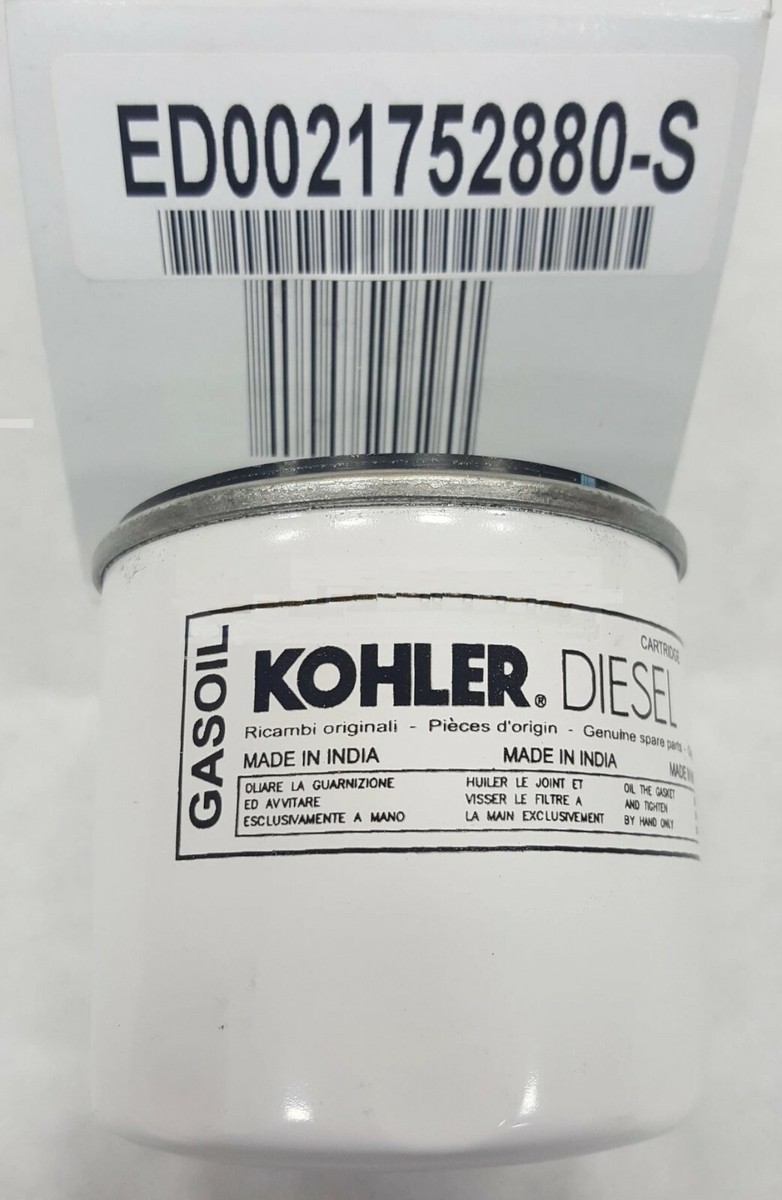 ED0021752880-S
GASOIL
CARTRIDGE
KOHLER® DIESEL
Ricambi originali - Pièces d'origin - Genuine spare parts -
MADE IN INDIA MADE IN INDIA MADE
OLIARE LA GUARNIZIONE
ED AVVITARE
ESCLUSIVAMENTE A MANO
HUILER LE JOINT ET
VISSER LE FILTRE A
LA MAIN EXCLUSIVEMENT
OIL THE GASKET
AND TIGHTEN
BY HAND ONLY